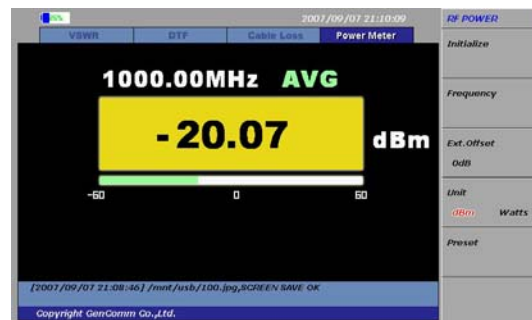 2007/09/07 21:10:09
RF POWER
VSWR DTF Cable Loss Power Meter
Initialize
1000.00MHz AVG
Frequency
-20.07 dBm
Ext.Offset
0dB
-60 0 60
Unit
dBm Watts
Preset
[2007/09/07 21:08:46] /mnt/usb/100.jpg,SCREEN SAVE OK
Copyright GenComm Co.,Ltd.